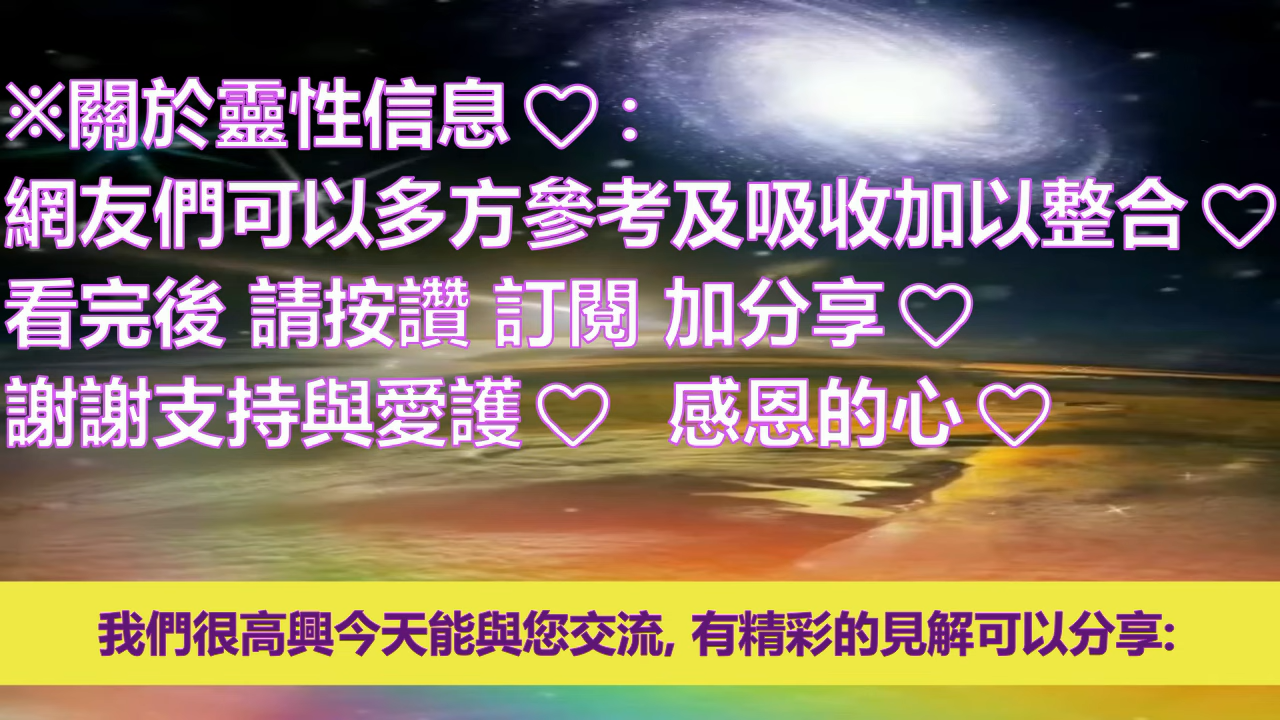 ※關於靈性信息♡：
網友們可以多方參考及吸收加以整合♡
看完後 請按讚 訂閱 加分享♡
謝謝支持與愛護♡ 感恩的心♡
我們很高興今天能與您交流, 有精彩的見解可以分享: